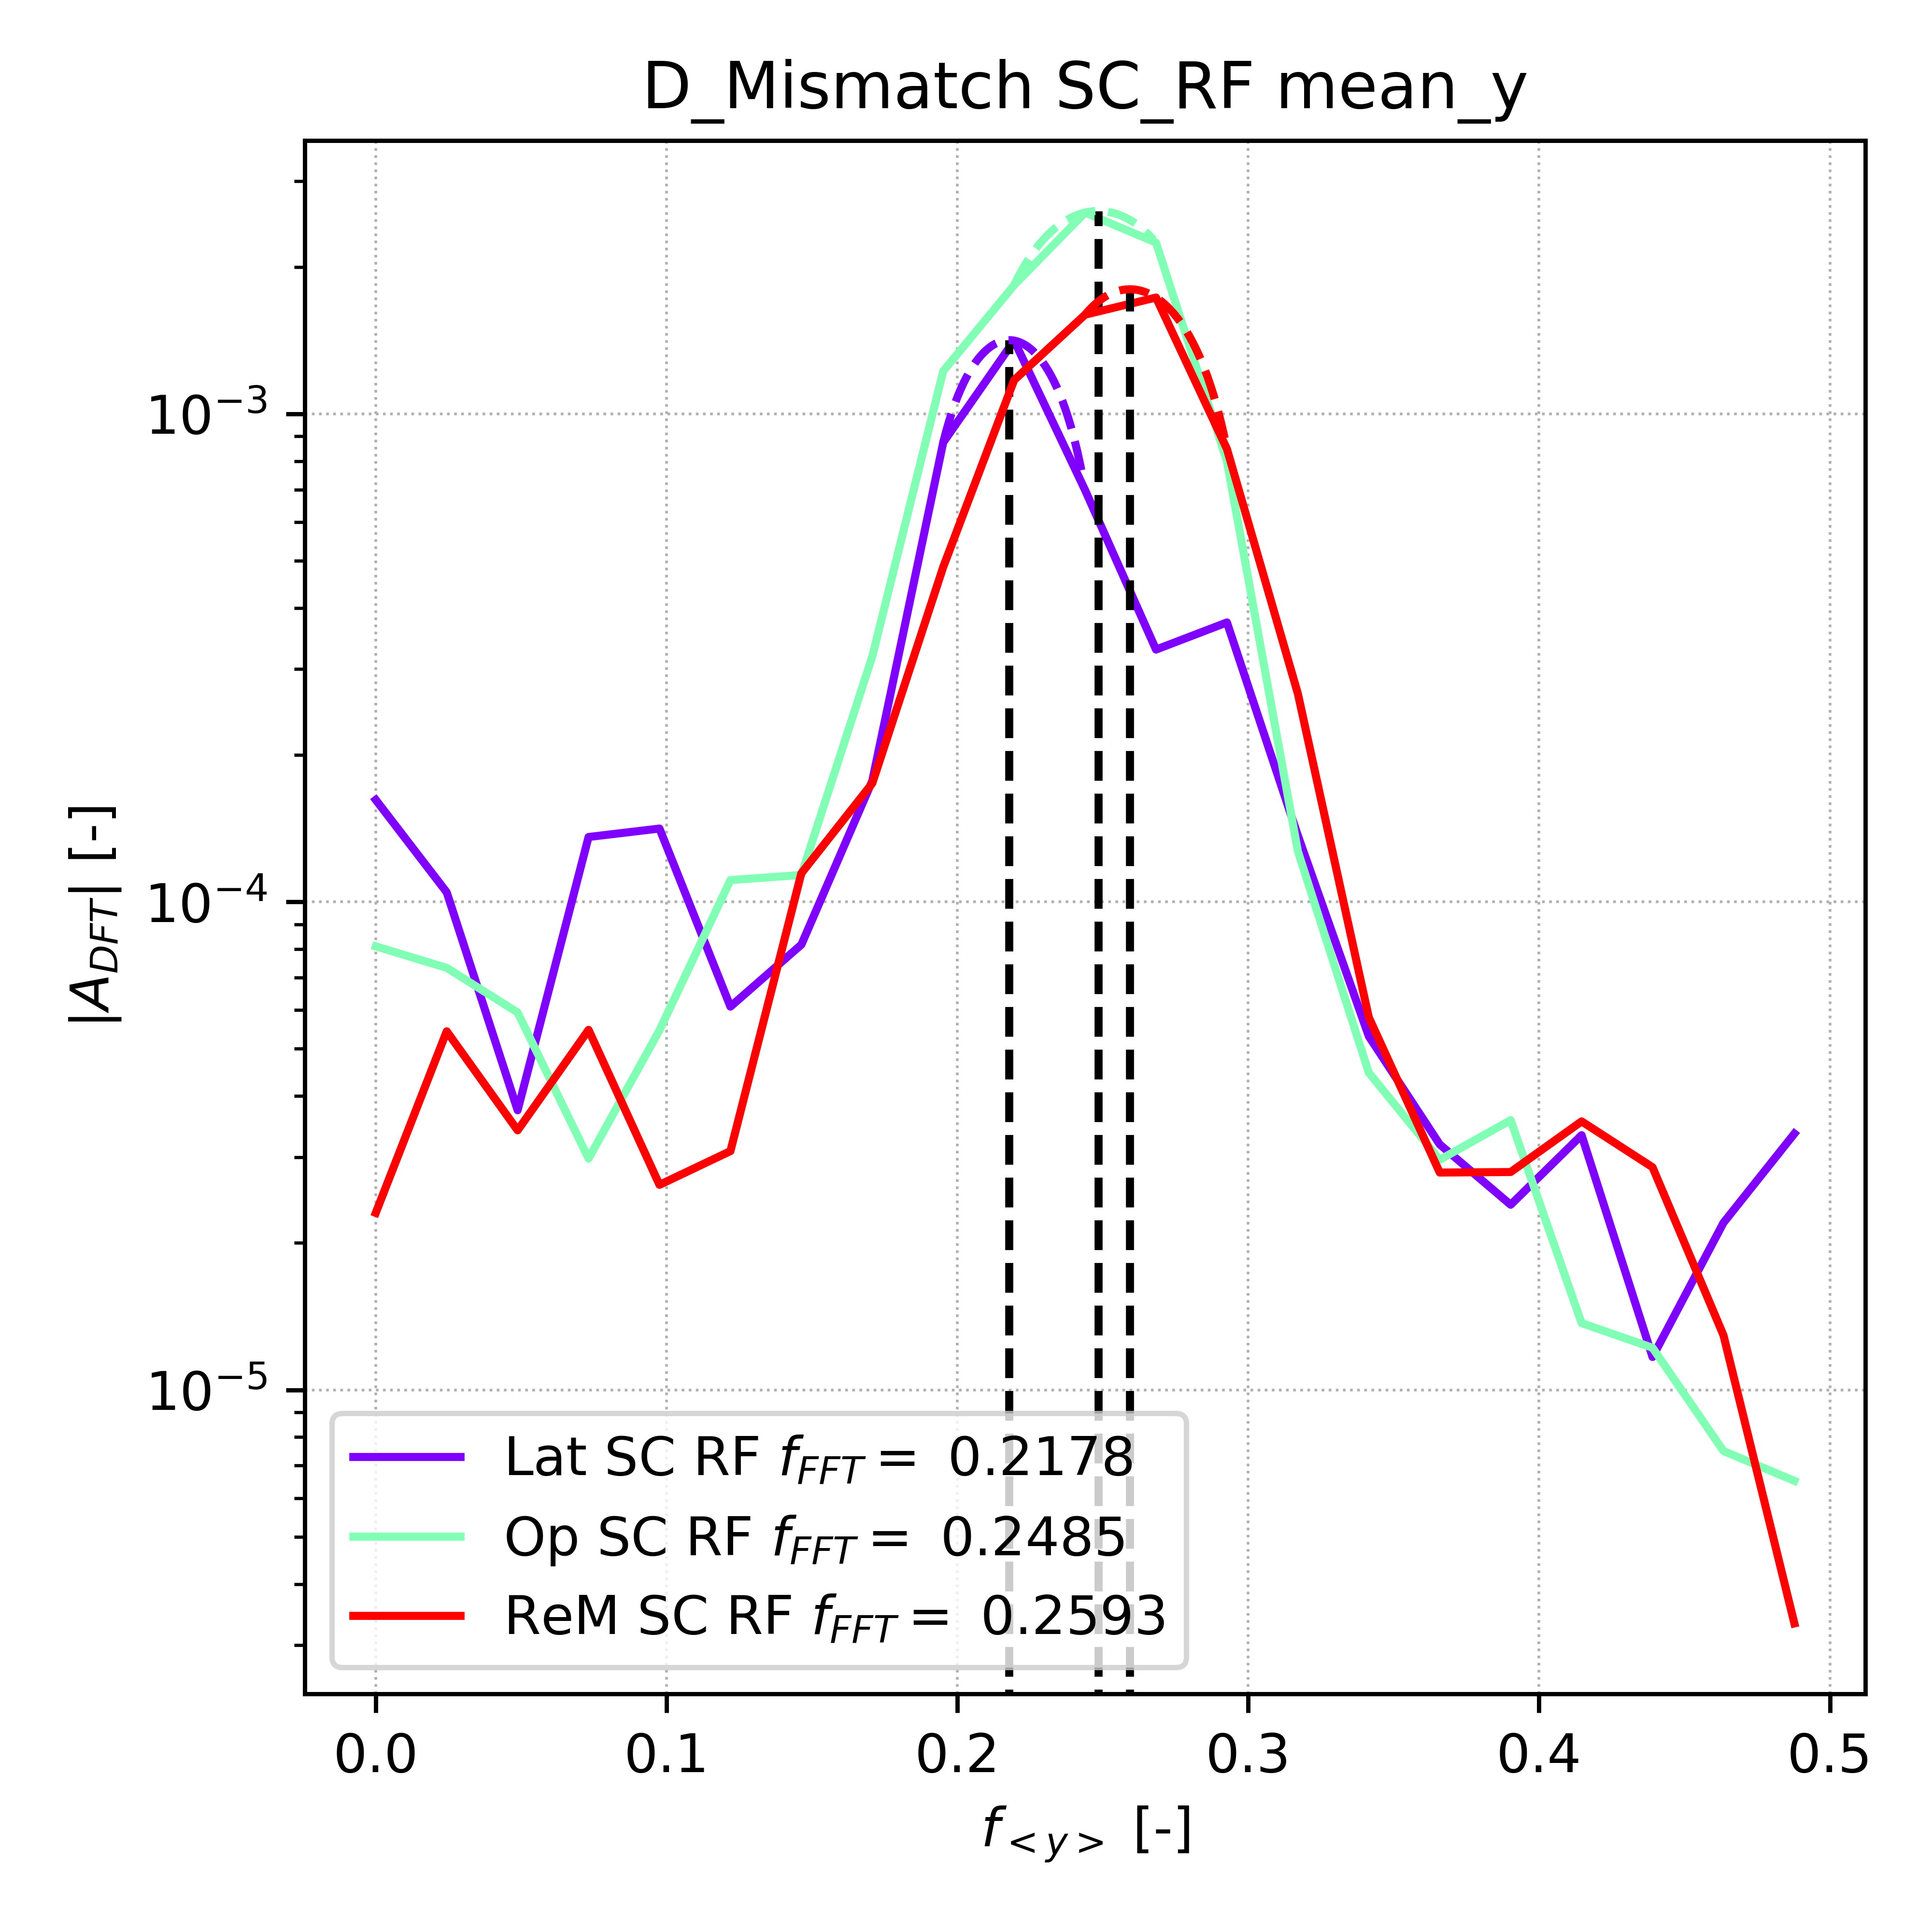 D_Mismatch SC_RF mean_y
|A_DFT| [-]
10^-3
10^-4
10^-5
Lat SC RF f_FFT = 0.2178
Op SC RF f_FFT = 0.2485
ReM SC RF f_FFT = 0.2593
0.0 0.1 0.2 0.3 0.4 0.5
f_<y> [-]